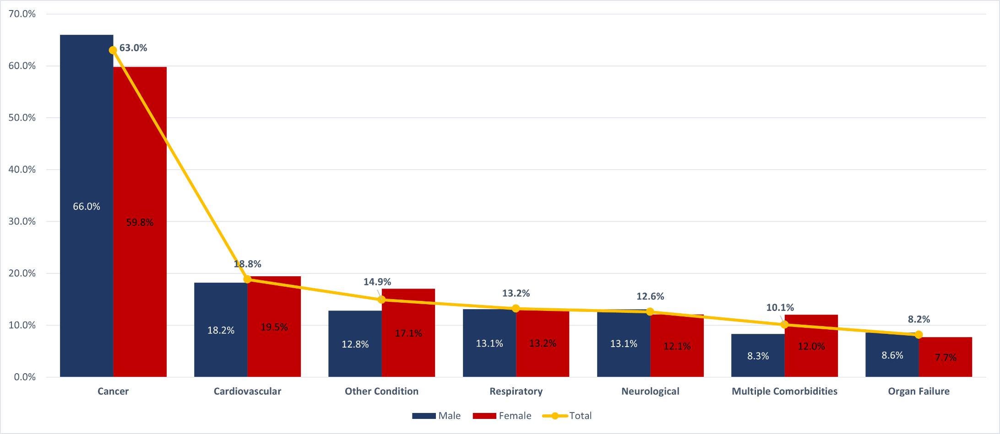 70.0%
60.0%
50.0%
40.0%
30.0%
20.0%
10.0%
0.0%
63.0%
18.8%
14.9%
13.2%
12.6%
10.1%
8.2%
66.0%
59.8%
18.2%
19.5%
12.8%
17.1%
13.1%
13.2%
13.1%
12.1%
8.3%
12.0%
8.6%
7.7%
Cancer
Cardiovascular
Other Condition
Respiratory
Neurological
Multiple Comorbidities
Organ Failure
Male
Female
Total